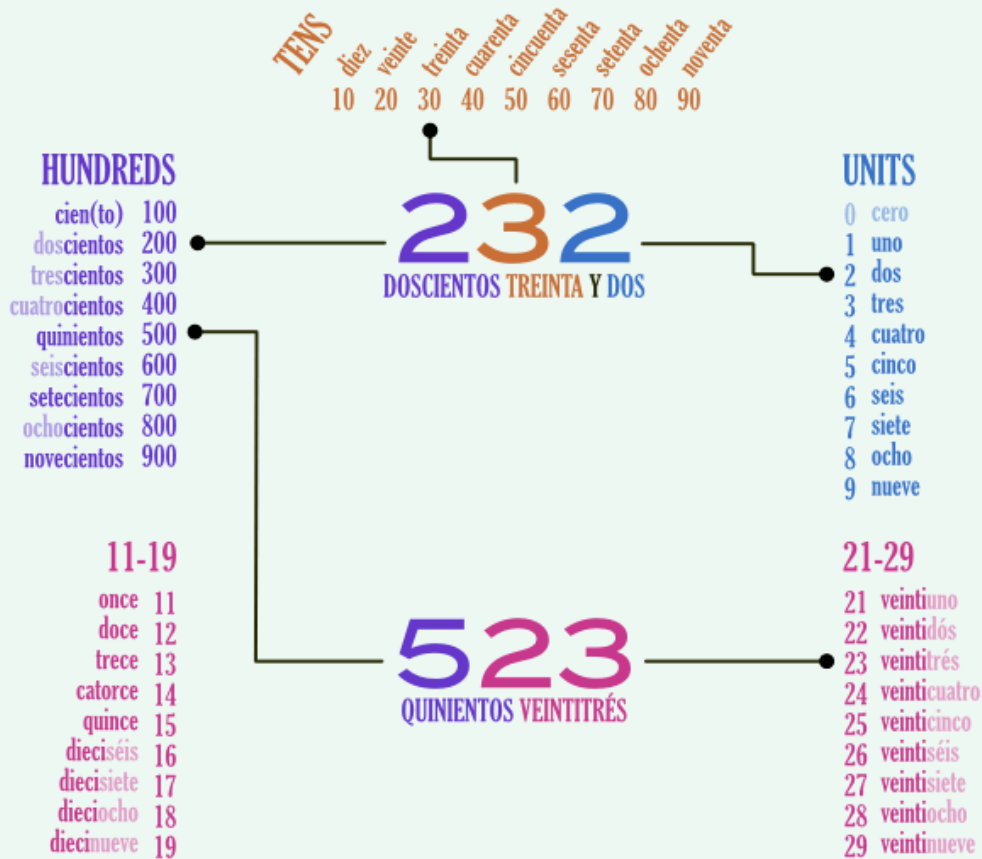 TENS diez veinte treinta cuarenta cincuenta sesenta setenta ochenta noventa
10 20 30 40 50 60 70 80 90
HUNDREDS
cien(to) 100
doscientos 200
trescientos 300
cuatrocientos 400
quinientos 500
seiscientos 600
setecientos 700
ochocientos 800
novecientos 900
232
DOSCIENTOS TREINTA Y DOS
UNITS
0 cero
1 uno
2 dos
3 tres
4 cuatro
5 cinco
6 seis
7 siete
8 ocho
9 nueve
11-19
once 11
doce 12
trece 13
catorce 14
quince 15
dieciséis 16
diecisiete 17
dieciocho 18
diecinueve 19
523
QUINIENTOS VEINTITRÉS
21-29
21 veintiuno
22 veintidós
23 veintitrés
24 veinticuatro
25 veinticinco
26 veintiséis
27 veintisiete
28 veintiocho
29 veintinueve